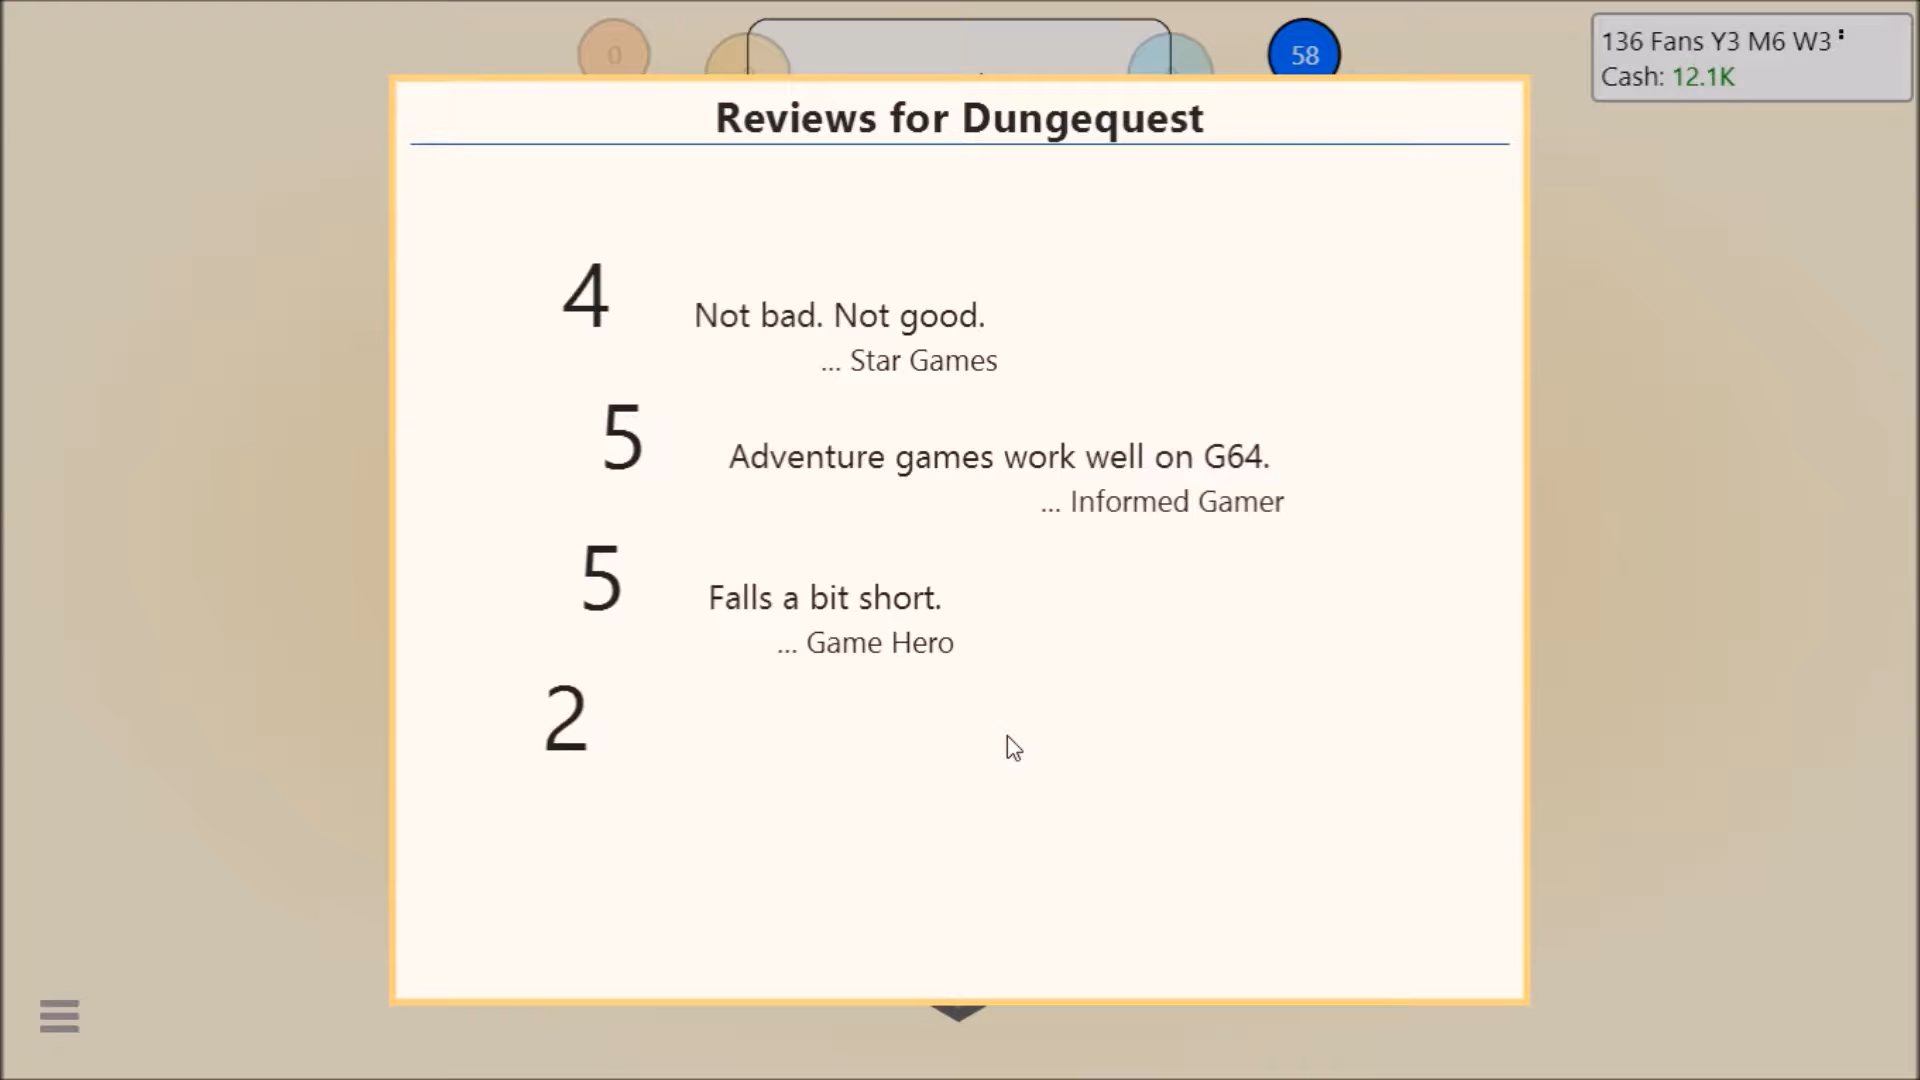 0
58
136 Fans Y3 M6 W3
Cash: 12.1K
Reviews for Dungequest
4
Not bad. Not good.
... Star Games
5
Adventure games work well on G64.
... Informed Gamer
5
Falls a bit short.
... Game Hero
2